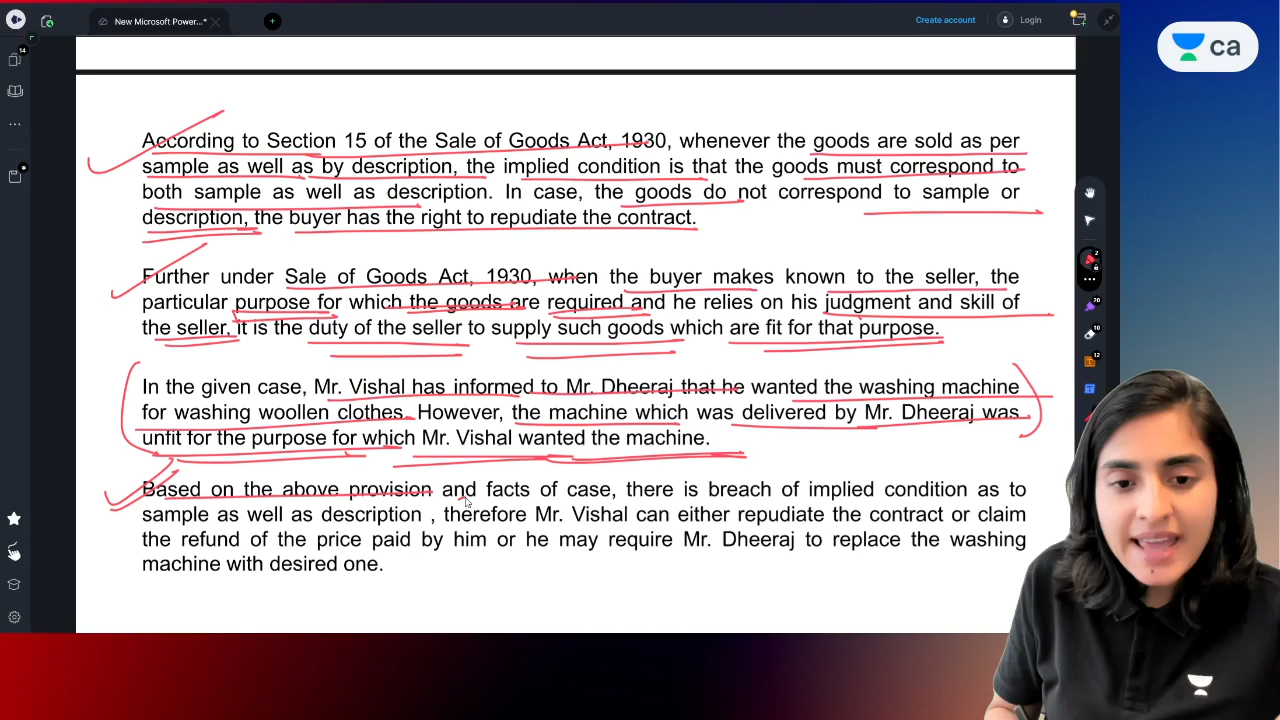 New Microsoft Power...*
Create account
Login
ca
14
According to Section 15 of the Sale of Goods Act, 1930, whenever the goods are sold as per
sample as well as by description, the implied condition is that the goods must correspond to
both sample as well as description. In case, the goods do not correspond to sample or
description, the buyer has the right to repudiate the contract.
Further under Sale of Goods Act, 1930, when the buyer makes known to the seller, the
particular purpose for which the goods are required and he relies on his judgment and skill of
the seller, it is the duty of the seller to supply such goods which are fit for that purpose.
In the given case, Mr. Vishal has informed to Mr. Dheeraj that he wanted the washing machine
for washing woollen clothes. However, the machine which was delivered by Mr. Dheeraj was
unfit for the purpose for which Mr. Vishal wanted the machine.
Based on the above provision and facts of case, there is breach of implied condition as to
sample as well as description , therefore Mr. Vishal can either repudiate the contract or claim
the refund of the price paid by him or he may require Mr. Dheeraj to replace the washing
machine with desired one.
2
20
10
12